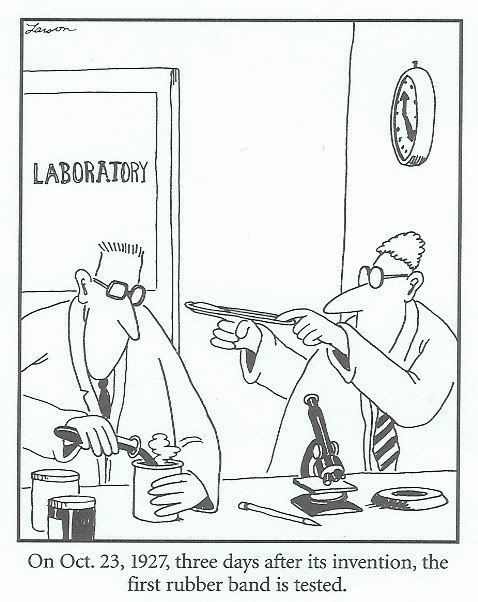 Larson
LABORATORY
On Oct. 23, 1927, three days after its invention, the
first rubber band is tested.